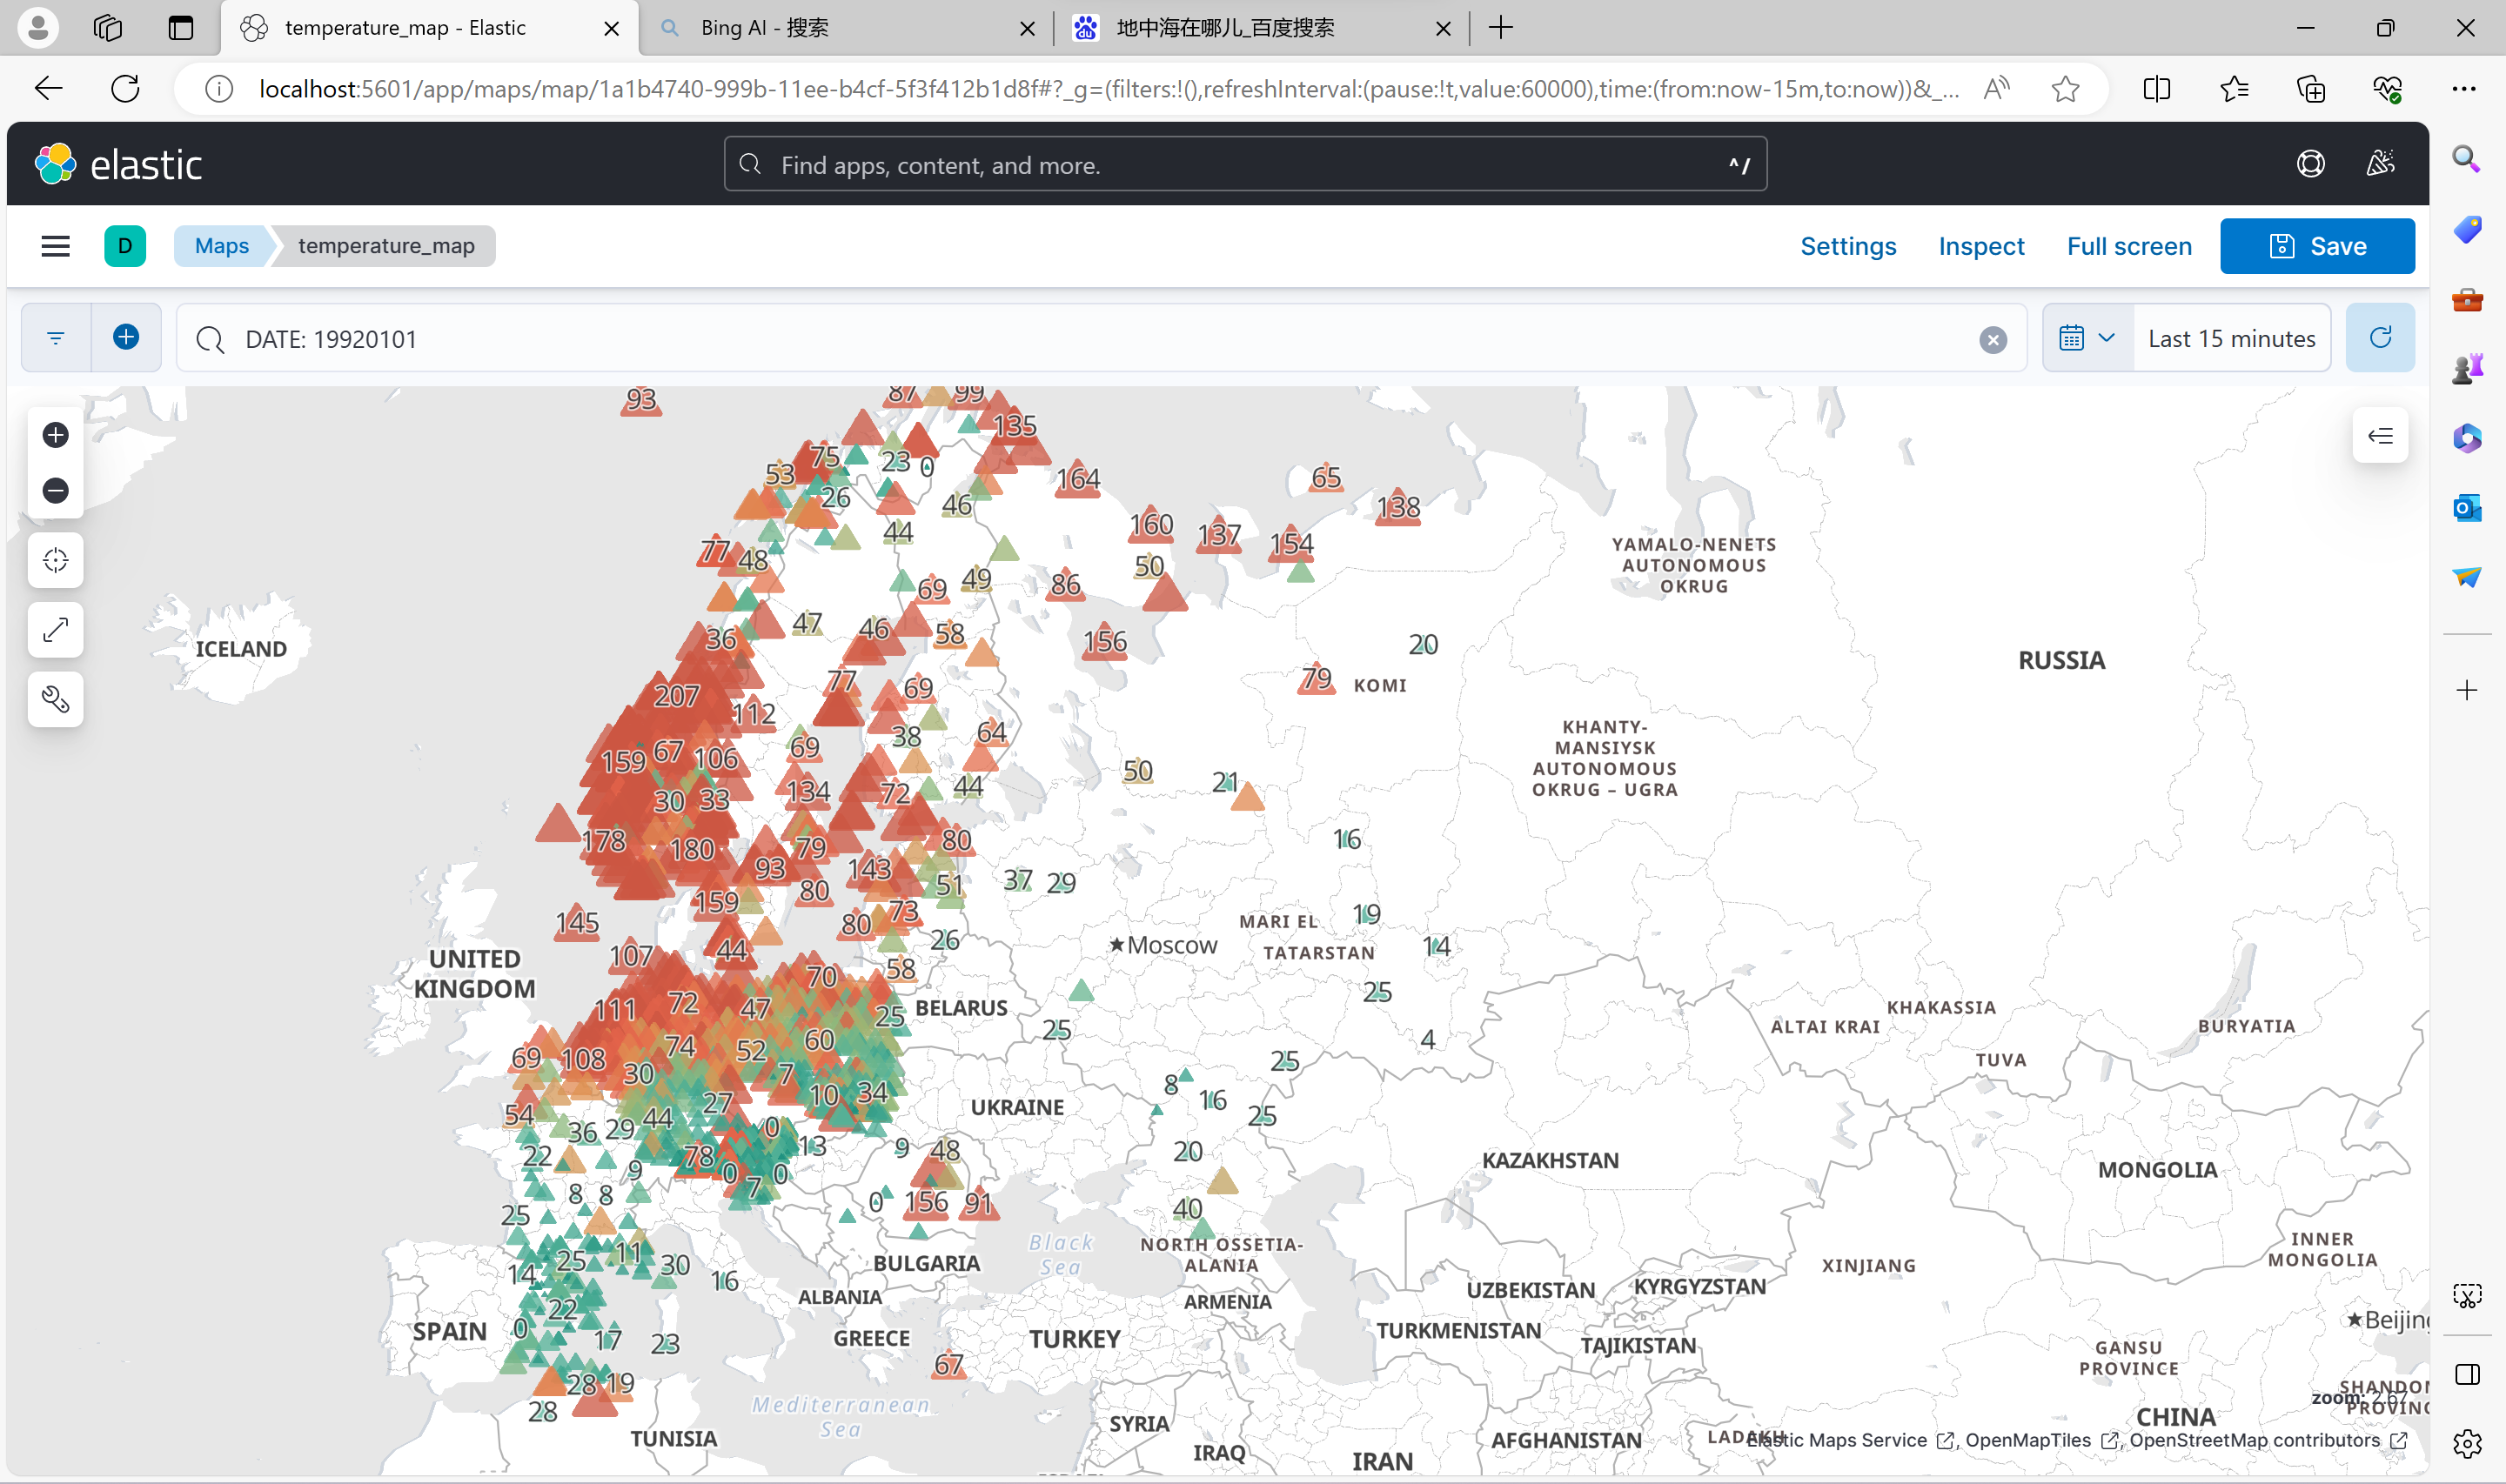 temperature_map - Elastic
Bing AI - 搜索
地中海在哪儿_百度搜索
localhost:5601/app/maps/map/1a1b4740-999b-11ee-b4cf-5f3f412b1d8f#?_g=(filters:!(),refreshInterval:(pause:!t,value:60000),time:(from:now-15m,to:now))&_...
elastic
Find apps, content, and more.
^/
D
Maps
temperature_map
Settings
Inspect
Full screen
Save
DATE: 19920101
Last 15 minutes
93
87
99
135
75
23
0
53
26
164
65
46
138
44
160
137
154
77
48
50
YAMALO-NENETS
AUTONOMOUS
OKRUG
69
49
86
47
46
58
36
156
20
ICELAND
RUSSIA
77
69
79
KOMI
207
112
38
64
KHANTY-
MANSIYSK
AUTONOMOUS
OKRUG – UGRA
159
67
106
69
50
21
30
33
134
72
44
178
180
79
80
16
93
143
80
51
37
29
159
73
145
80
19
MARI EL
26
Moscow
TATARSTAN
14
107
44
UNITED
KINGDOM
58
70
25
111
72
47
25
BELARUS
KHAKASSIA
ALTAI KRAI
BURYATIA
25
4
74
52
60
69
108
30
7
25
TUVA
8
16
10
34
27
54
44
25
UKRAINE
36
29
0
13
9
48
20
22
78
KAZAKHSTAN
MONGOLIA
9
0
0
7
8
8
0
156
91
40
25
Black
Sea
NORTH OSSETIA-
ALANIA
INNER
MONGOLIA
25
11
30
14
16
BULGARIA
XINJIANG
UZBEKISTAN
KYRGYZSTAN
ALBANIA
ARMENIA
22
0
SPAIN
17
23
GREECE
TURKEY
TURKMENISTAN
TAJIKISTAN
Beijing
GANSU
PROVINCE
67
28
19
28
Mediterranean
Sea
SYRIA
TUNISIA
IRAQ
IRAN
AFGHANISTAN
CHINA
Elastic Maps Service , OpenMapTiles , OpenStreetMap contributors